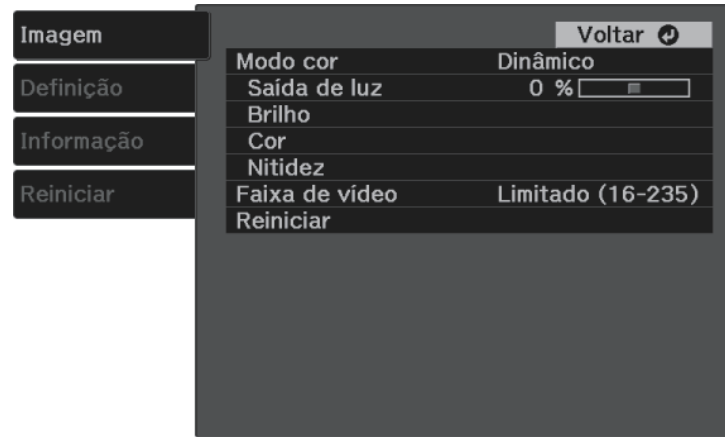 Imagem
Definição
Informação
Reiniciar
Voltar
Modo cor Dinâmico
Saída de luz 0 %
Brilho
Cor
Nitidez
Faixa de vídeo Limitado (16-235)
Reiniciar